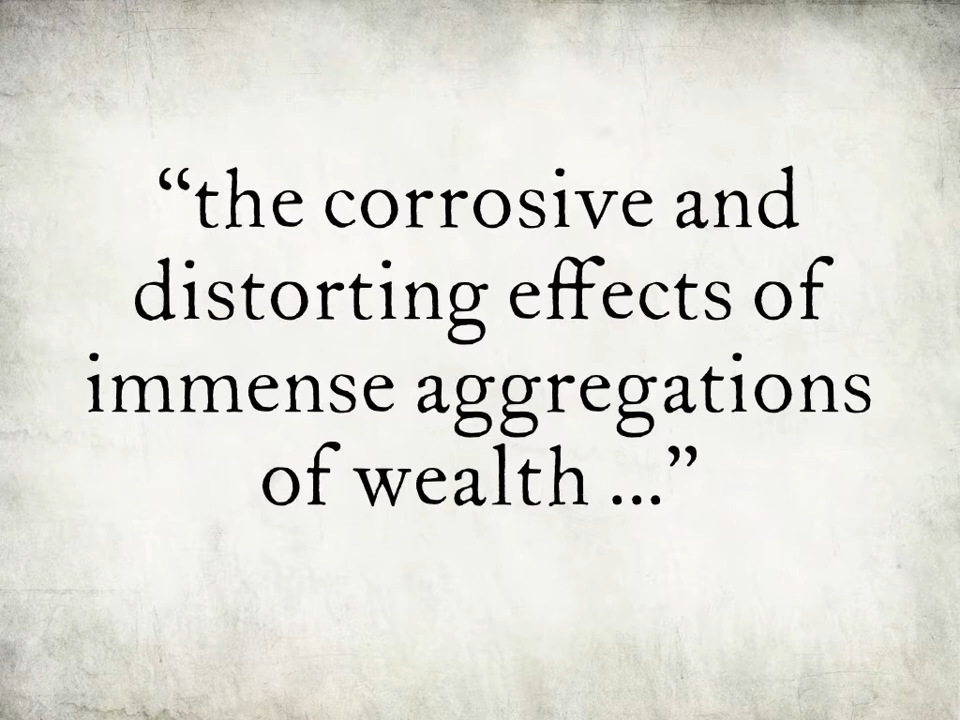 “the corrosive and
distorting effects of
immense aggregations
of wealth ...”